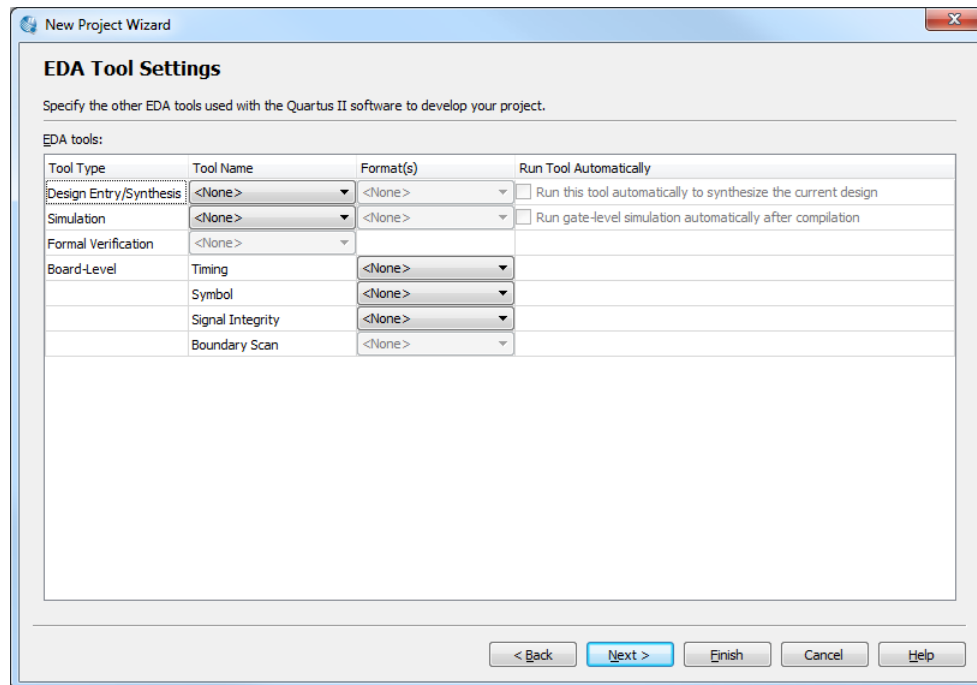 New Project Wizard
EDA Tool Settings
Specify the other EDA tools used with the Quartus II software to develop your project.
EDA tools:
Tool Type Tool Name Format(s) Run Tool Automatically
Design Entry/Synthesis <None> <None> Run this tool automatically to synthesize the current design
Simulation <None> <None> Run gate-level simulation automatically after compilation
Formal Verification <None>
Board-Level Timing <None>
Symbol <None>
Signal Integrity <None>
Boundary Scan <None>
< Back Next > Finish Cancel Help